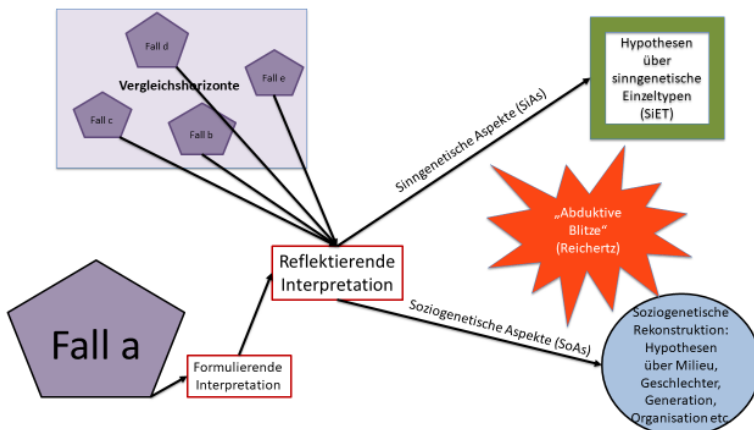 Fall d
Vergleichshorizonte
Fall e
Fall c
Fall b
Sinngenetische Aspekte (SiAs)
Hypothesen
über
sinngenetische
Einzeltypen
(SiET)
„Abduktive
Blitze“
(Reichertz)
Reflektierende
Interpretation
Soziogenetische Aspekte (SoAs)
Fall a
Formulierende
Interpretation
Soziogenetische
Rekonstruktion:
Hypothesen
über Milieu,
Geschlechter,
Generation,
Organisation etc